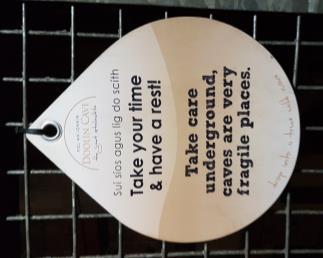 DOOLIN CAVE
Suí síos agus lig do scíth
Take your time
& have a rest!
Take care
underground,
caves are very
fragile places.